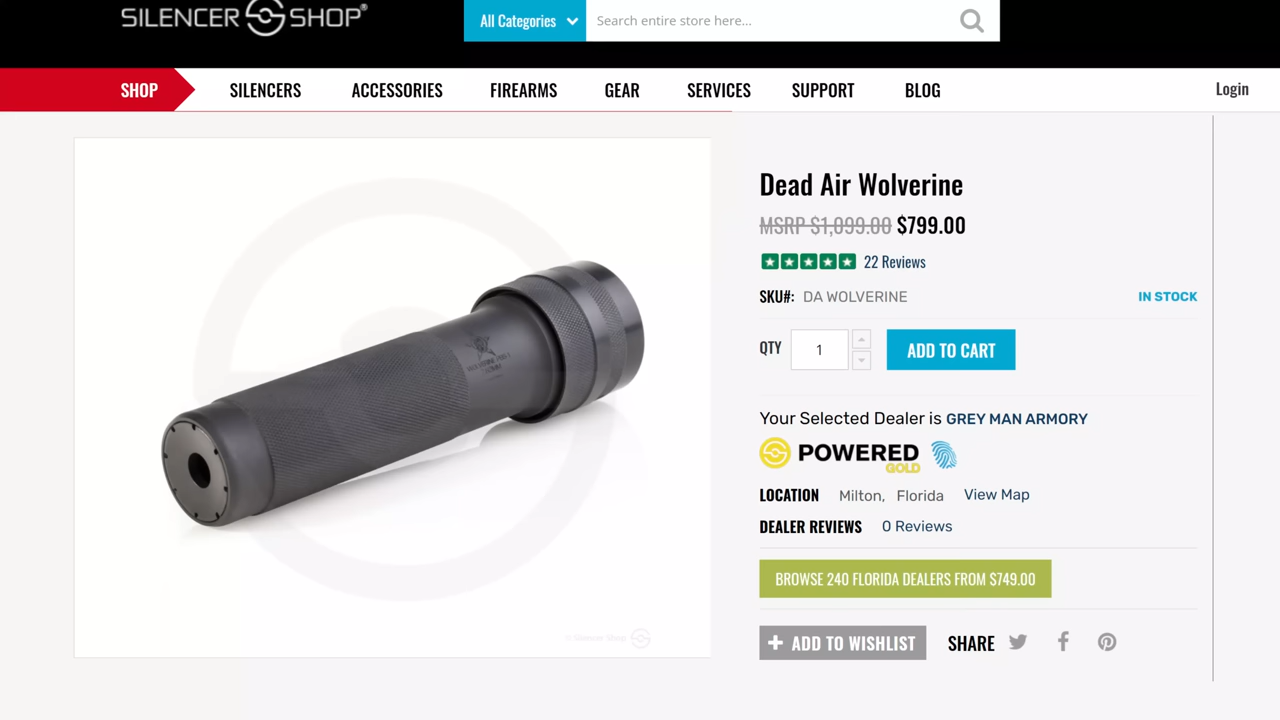 SILENCER SHOP®
All Categories
Search entire store here...
SHOP SILENCERS ACCESSORIES FIREARMS GEAR SERVICES SUPPORT BLOG Login
Dead Air Wolverine
MSRP $1,099.00 $799.00
22 Reviews
SKU#: DA WOLVERINE IN STOCK
QTY 1 ADD TO CART
Your Selected Dealer is GREY MAN ARMORY
POWERED
GOLD
LOCATION Milton, Florida View Map
DEALER REVIEWS 0 Reviews
BROWSE 240 FLORIDA DEALERS FROM $749.00
+ ADD TO WISHLIST SHARE
© Silencer Shop